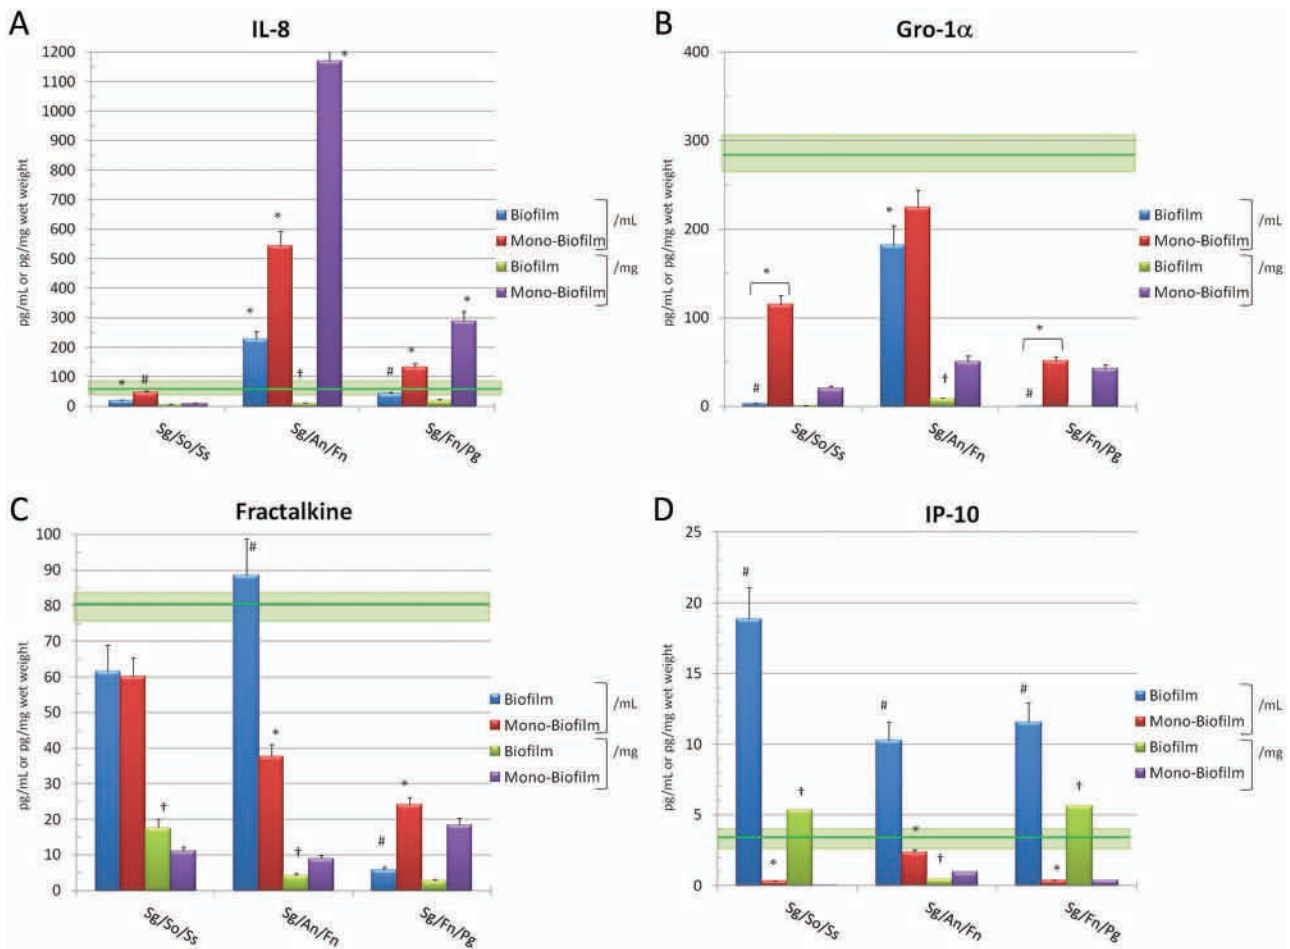 A
IL-8
pg/mL or pg/mg wet weight
1200
1100
1000
900
800
700
600
500
400
300
200
100
0
* # * * † * # * *
Sg/So/Ss
Sg/An/Fn
Sg/Fn/Pg
Biofilm
Mono-Biofilm
/mL
Biofilm
Mono-Biofilm
/mg
B
Gro-1α
pg/mL or pg/mg wet weight
400
300
200
100
0
# * * † # *
Sg/So/Ss
Sg/An/Fn
Sg/Fn/Pg
Biofilm
Mono-Biofilm
/mL
Biofilm
Mono-Biofilm
/mg
C
Fractalkine
pg/mL or pg/mg wet weight
100
90
80
70
60
50
40
30
20
10
0
† # * † # *
Sg/So/Ss
Sg/An/Fn
Sg/Fn/Pg
Biofilm
Mono-Biofilm
/mL
Biofilm
Mono-Biofilm
/mg
D
IP-10
pg/mL or pg/mg wet weight
25
20
15
10
5
0
# * † # * † # * †
Sg/So/Ss
Sg/An/Fn
Sg/Fn/Pg
Biofilm
Mono-Biofilm
/mL
Biofilm
Mono-Biofilm
/mg